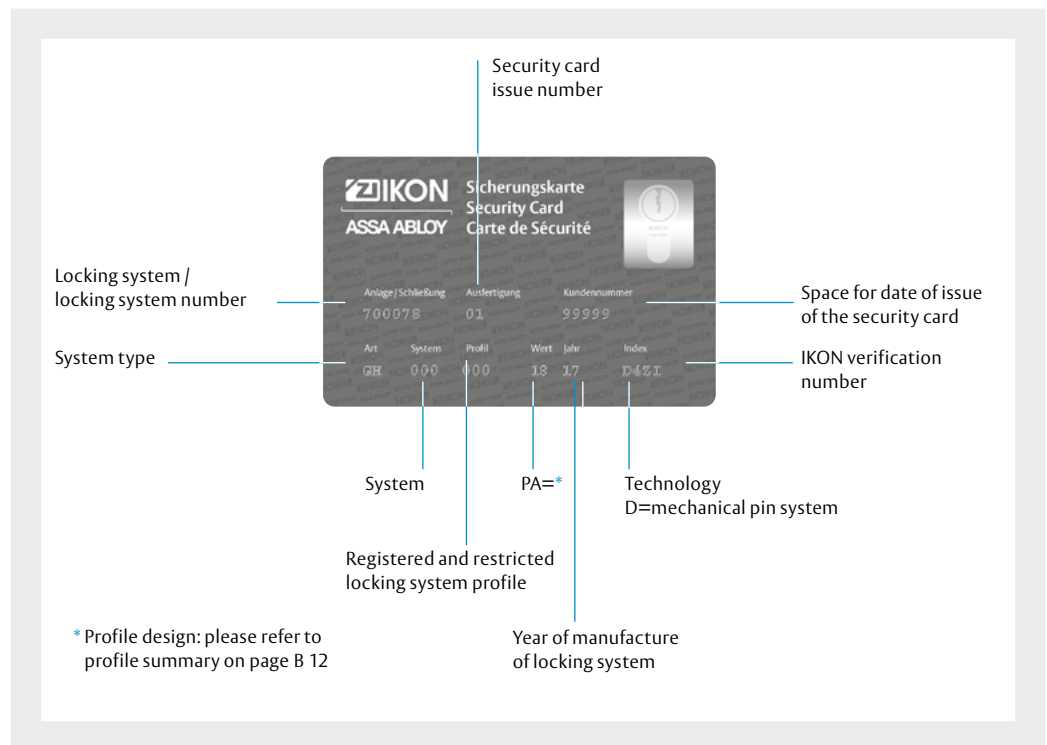 Security card
issue number
IKON
ASSA ABLOY
Sicherungskarte
Security Card
Carte de Sécurité
Locking system /
locking system number
Anlage/Schließung Ausfertigung Kundennummer
700078 01 99999
Space for date of issue
of the security card
System type
Art System Profil Wert Jahr Index
GH 000 000 18 17 D4ZI
IKON verification
number
System
PA=*
Technology
D=mechanical pin system
Registered and restricted
locking system profile
* Profile design: please refer to
profile summary on page B 12
Year of manufacture
of locking system